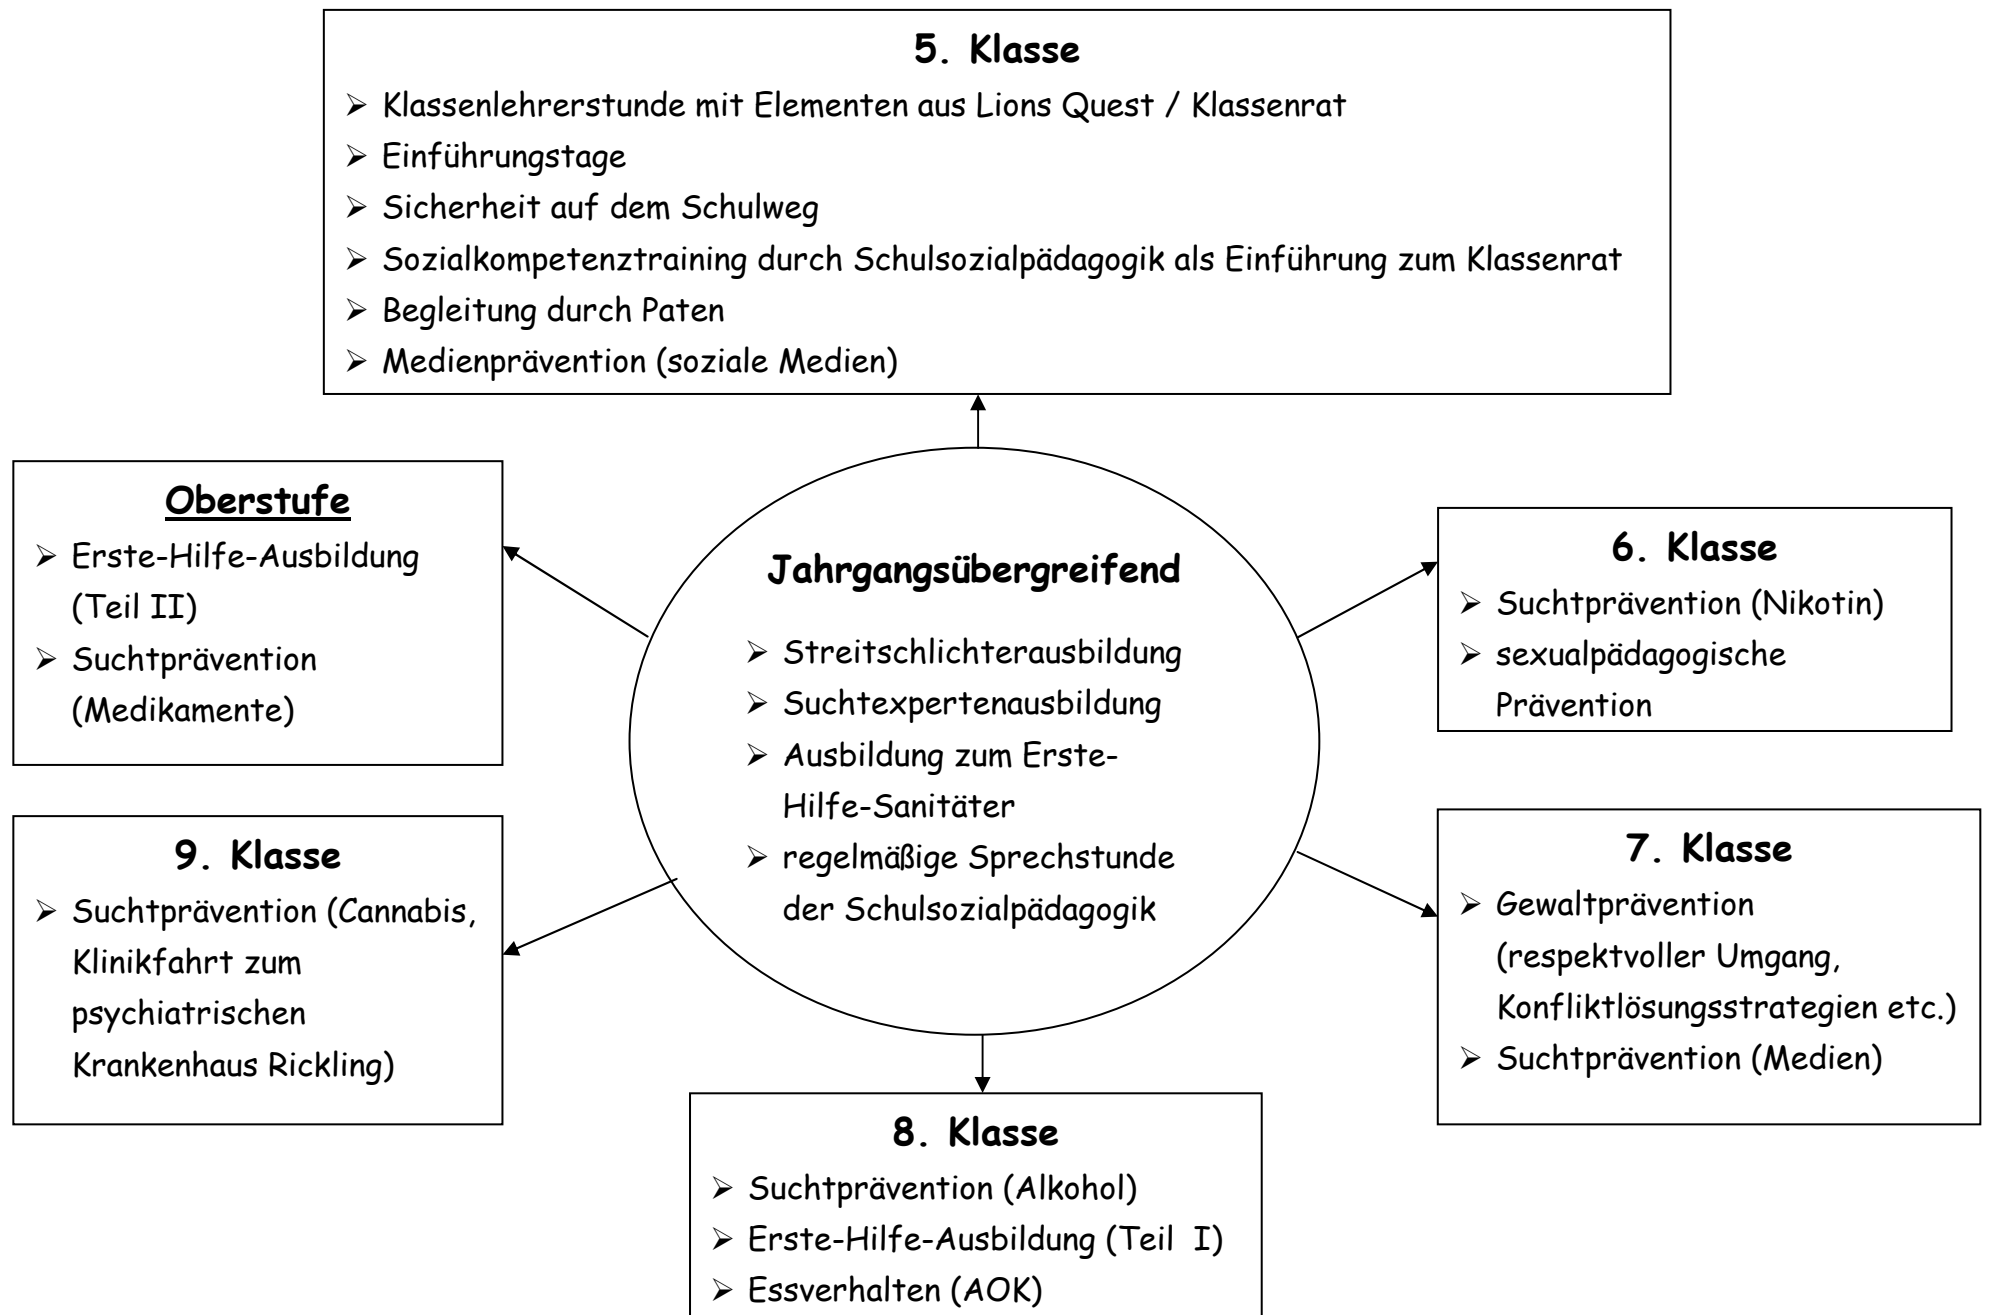 5. Klasse
➢ Klassenlehrerstunde mit Elementen aus Lions Quest / Klassenrat
➢ Einführungstage
➢ Sicherheit auf dem Schulweg
➢ Sozialkompetenztraining durch Schulsozialpädagogik als Einführung zum Klassenrat
➢ Begleitung durch Paten
➢ Medienprävention (soziale Medien)
Oberstufe
➢ Erste-Hilfe-Ausbildung
(Teil II)
➢ Suchtprävention
(Medikamente)
Jahrgangsübergreifend
➢ Streitschlichterausbildung
➢ Suchtexpertenausbildung
➢ Ausbildung zum Erste-
Hilfe-Sanitäter
➢ regelmäßige Sprechstunde
der Schulsozialpädagogik
6. Klasse
➢ Suchtprävention (Nikotin)
➢ sexualpädagogische
Prävention
9. Klasse
➢ Suchtprävention (Cannabis,
Klinikfahrt zum
psychiatrischen
Krankenhaus Rickling)
7. Klasse
➢ Gewaltprävention
(respektvoller Umgang,
Konfliktlösungsstrategien etc.)
➢ Suchtprävention (Medien)
8. Klasse
➢ Suchtprävention (Alkohol)
➢ Erste-Hilfe-Ausbildung (Teil I)
➢ Essverhalten (AOK)